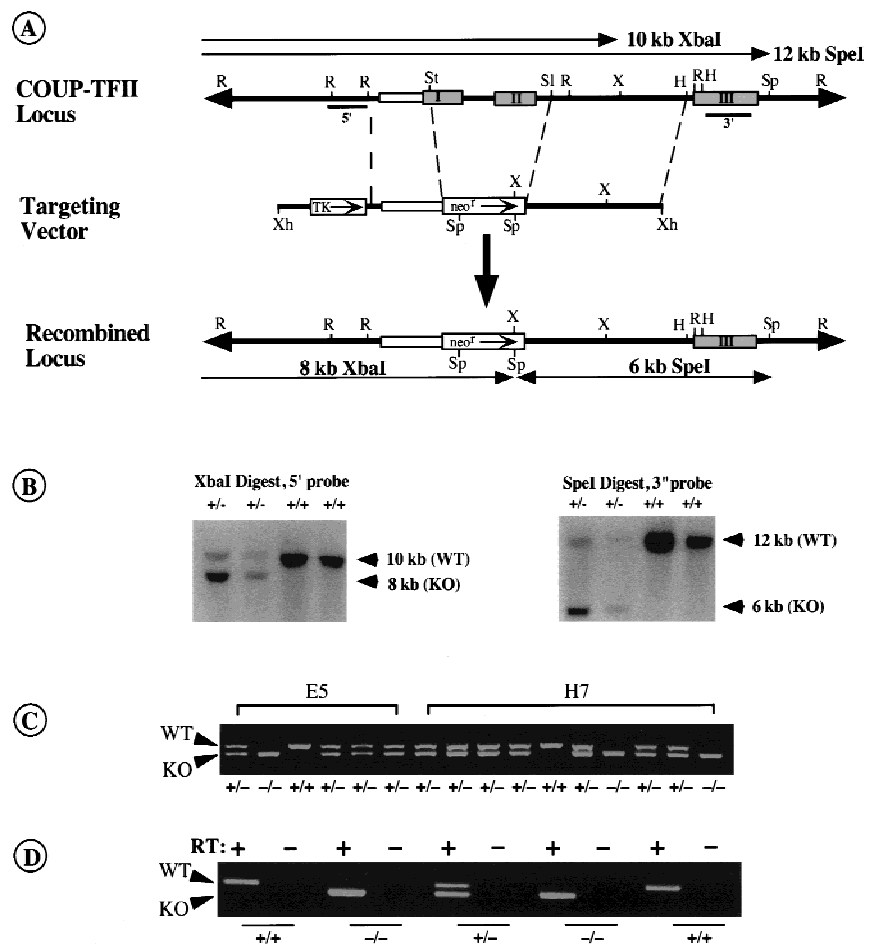 A
10 kb XbaI
12 kb SpeI
COUP-TFII Locus
R R R St I II Sl R X H RH III Sp R
5' 3'
Targeting Vector
Xh TK neoʳ X Sp Sp X Xh
Recombined Locus
R R R neoʳ X Sp Sp X H RH III Sp R
8 kb XbaI 6 kb SpeI
B
XbaI Digest, 5' probe
+/- +/- +/+ +/+
10 kb (WT)
8 kb (KO)
SpeI Digest, 3" probe
+/- +/- +/+ +/+
12 kb (WT)
6 kb (KO)
C
E5 H7
WT
KO
+/− −/− +/+ +/− +/− +/− +/− +/− +/− +/− +/+ +/− −/− +/− +/− −/−
D
RT: + − + − + − + − + −
WT
KO
+/+ −/− +/− −/− +/+